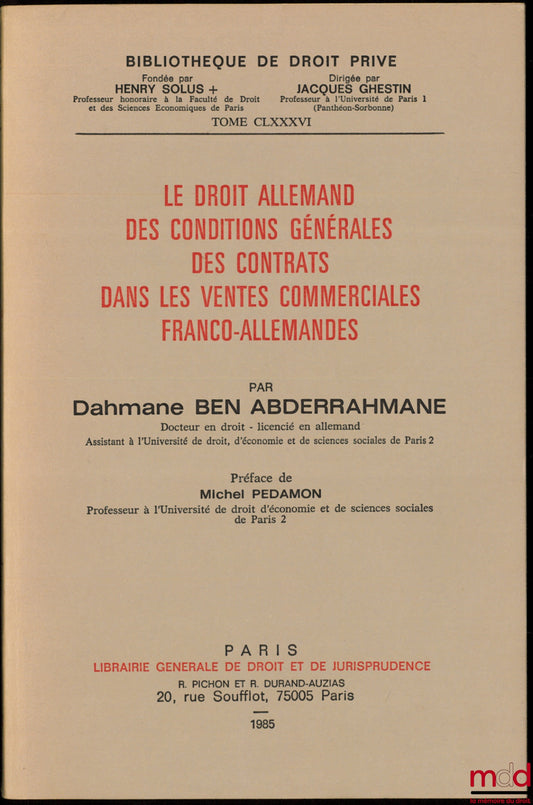 BIBLIOTHEQUE DE DROIT PRIVE
Fondée par
HENRY SOLUS +
Professeur honoraire à la Faculté de Droit
et des Sciences Economiques de Paris
Dirigée par
JACQUES GHESTIN
Professeur à l'Université de Paris 1
(Panthéon-Sorbonne)
TOME CLXXXVI
LE DROIT ALLEMAND
DES CONDITIONS GÉNÉRALES
DES CONTRATS
DANS LES VENTES COMMERCIALES
FRANCO-ALLEMANDES
PAR
Dahmane BEN ABDERRAHMANE
Docteur en droit - licencié en allemand
Assistant à l'Université de droit, d'économie et de sciences sociales de Paris 2
Préface de
Michel PEDAMON
Professeur à l'Université de droit d'économie et de sciences sociales
de Paris 2
PARIS
LIBRAIRIE GENERALE DE DROIT ET DE JURISPRUDENCE
R. PICHON ET R. DURAND-AUZIAS
20, rue Soufflot, 75005 Paris
1985
mdd
la mémoire du droit